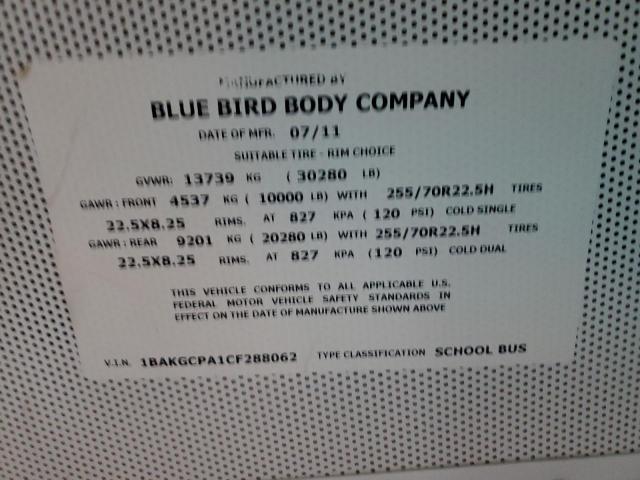 MANUFACTURED BY
BLUE BIRD BODY COMPANY
DATE OF MFR. 07/11
SUITABLE TIRE - RIM CHOICE
GVWR: 13739 KG ( 30280 LB)
GAWR: FRONT 4537 KG ( 10000 LB) WITH 255/70R22.5H TIRES
22.5X8.25 RIMS. AT 827 KPA ( 120 PSI) COLD SINGLE
GAWR: REAR 9201 KG ( 20280 LB) WITH 255/70R22.5H TIRES
22.5X8.25 RIMS. AT 827 KPA (120 PSI) COLD DUAL
THIS VEHICLE CONFORMS TO ALL APPLICABLE U.S.
FEDERAL MOTOR VEHICLE SAFETY STANDARDS IN
EFFECT ON THE DATE OF MANUFACTURE SHOWN ABOVE
V.I.N. 1BAKGCPA1CF288062 TYPE CLASSIFICATION SCHOOL BUS